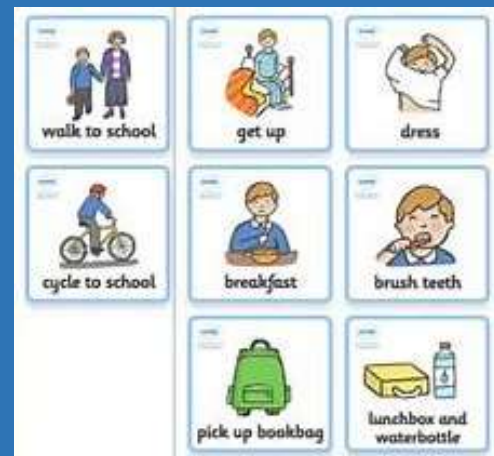 walk to school
get up
dress
cycle to school
breakfast
brush teeth
pick up bookbag
lunchbox and
waterbottle